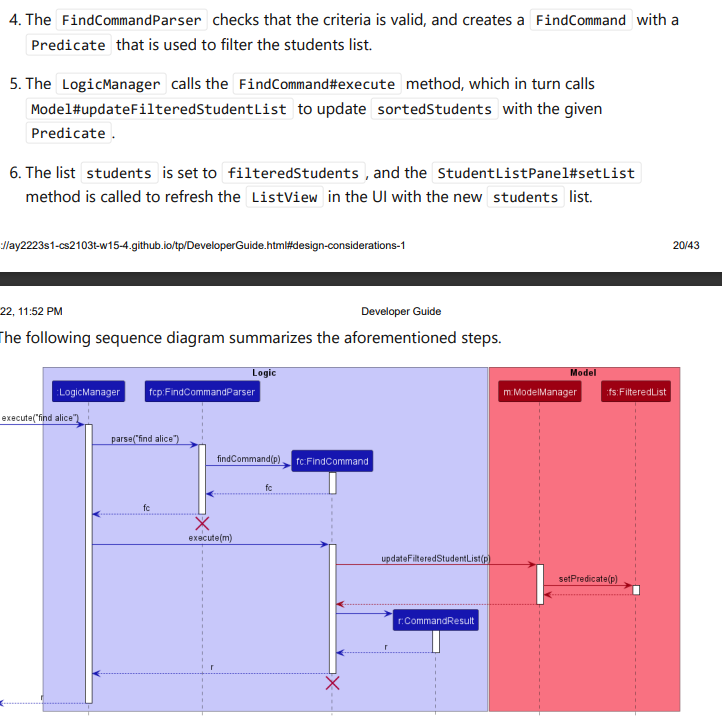 4. The FindCommandParser checks that the criteria is valid, and creates a FindCommand with a
Predicate that is used to filter the students list.
5. The LogicManager calls the FindCommand#execute method, which in turn calls
Model#updateFilteredStudentList to update sortedStudents with the given
Predicate .
6. The list students is set to filteredStudents , and the StudentListPanel#setList
method is called to refresh the ListView in the UI with the new students list.
://ay2223s1-cs2103t-w15-4.github.io/tp/DeveloperGuide.html#design-considerations-1 20/43
22, 11:52 PM Developer Guide
The following sequence diagram summarizes the aforementioned steps.
Logic Model
:LogicManager fcp:FindCommandParser m:ModelManager :fs:FilteredList
execute("find alice")
parse("find alice")
findCommand(p) fc:FindCommand
fc
fc
execute(m)
updateFilteredStudentList(p)
setPredicate(p)
r:CommandResult
r
r
r